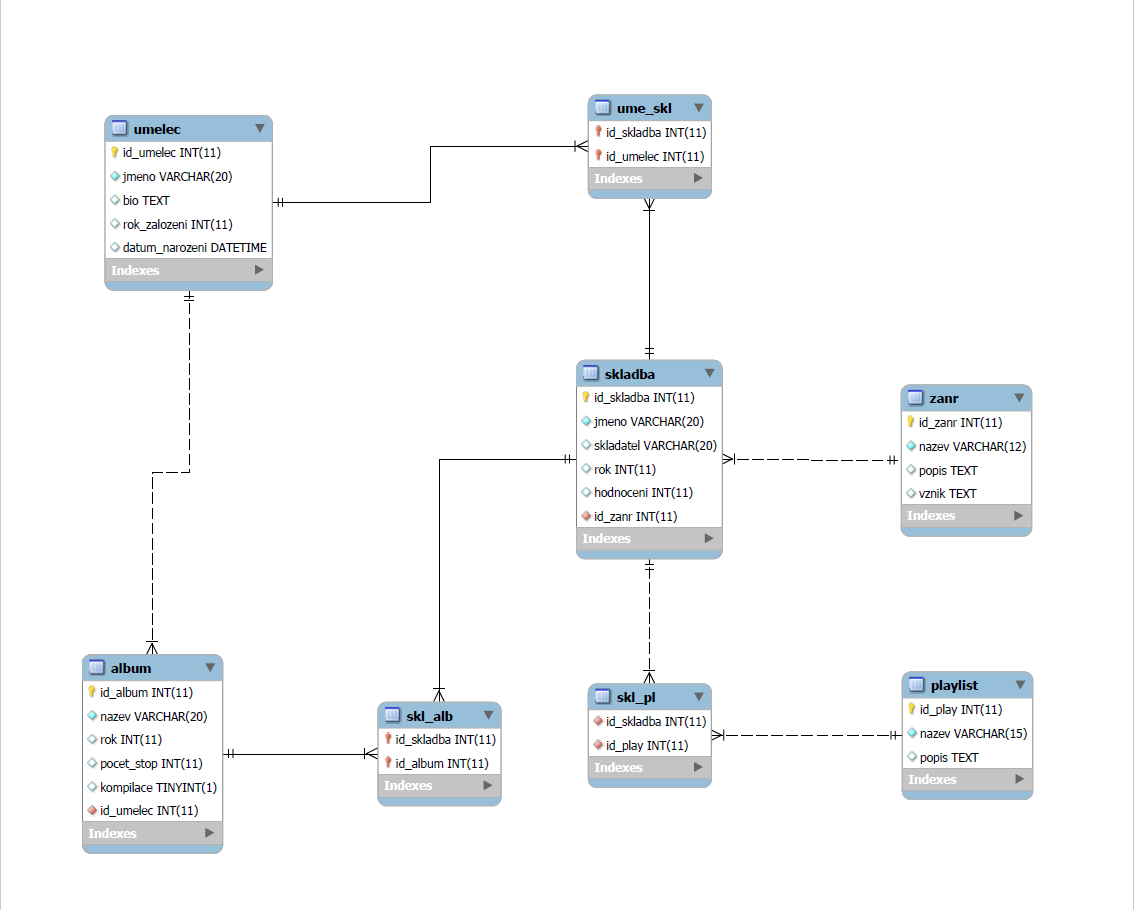 umelec
id_umelec INT(11)
jmeno VARCHAR(20)
bio TEXT
rok_zalozeni INT(11)
datum_narozeni DATETIME
Indexes
ume_skl
id_skladba INT(11)
id_umelec INT(11)
Indexes
skladba
id_skladba INT(11)
jmeno VARCHAR(20)
skladatel VARCHAR(20)
rok INT(11)
hodnoceni INT(11)
id_zanr INT(11)
Indexes
zanr
id_zanr INT(11)
nazev VARCHAR(12)
popis TEXT
vznik TEXT
Indexes
album
id_album INT(11)
nazev VARCHAR(20)
rok INT(11)
pocet_stop INT(11)
kompilace TINYINT(1)
id_umelec INT(11)
Indexes
skl_alb
id_skladba INT(11)
id_album INT(11)
Indexes
skl_pl
id_skladba INT(11)
id_play INT(11)
Indexes
playlist
id_play INT(11)
nazev VARCHAR(15)
popis TEXT
Indexes